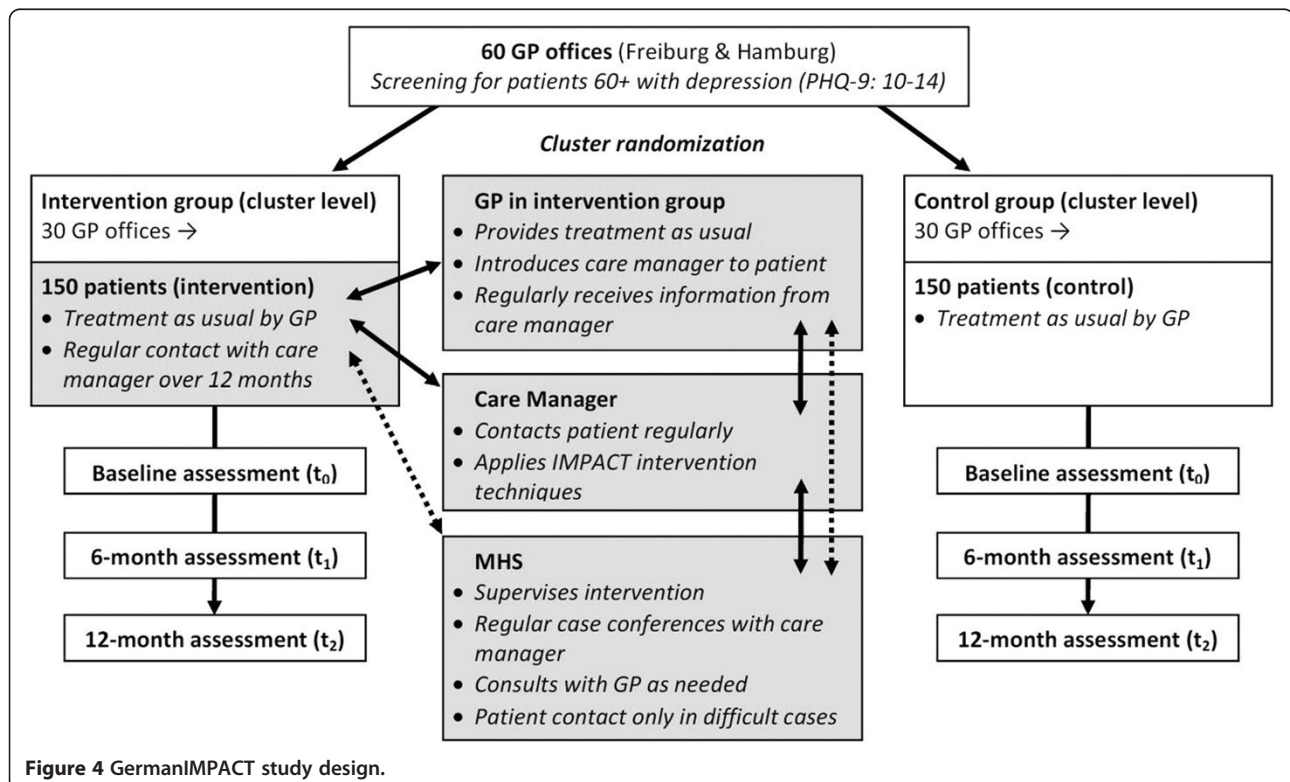 60 GP offices (Freiburg & Hamburg)
Screening for patients 60+ with depression (PHQ-9: 10-14)
Cluster randomization
Intervention group (cluster level)
30 GP offices →
150 patients (intervention)
• Treatment as usual by GP
• Regular contact with care
manager over 12 months
Baseline assessment (t₀)
6-month assessment (t₁)
12-month assessment (t₂)
GP in intervention group
• Provides treatment as usual
• Introduces care manager to patient
• Regularly receives information from
care manager
Care Manager
• Contacts patient regularly
• Applies IMPACT intervention
techniques
MHS
• Supervises intervention
• Regular case conferences with care
manager
• Consults with GP as needed
• Patient contact only in difficult cases
Control group (cluster level)
30 GP offices →
150 patients (control)
• Treatment as usual by GP
Baseline assessment (t₀)
6-month assessment (t₁)
12-month assessment (t₂)
Figure 4 GermanIMPACT study design.